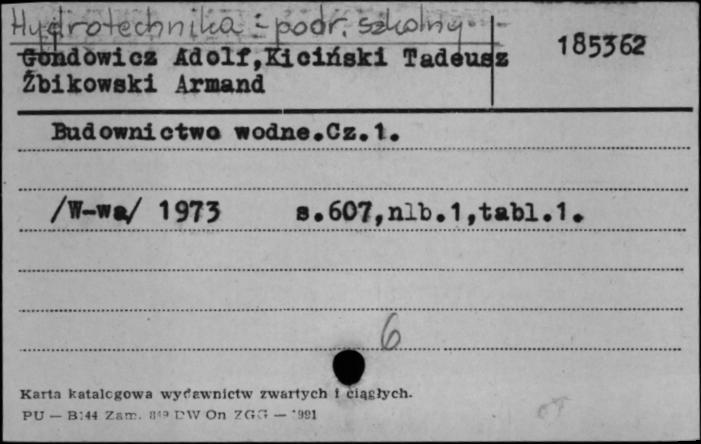 Hydrotechnika - podr. szkolny
Gondowicz Adolf,Kiciński Tadeusz
185362
Żbikowski Armand
Budownictwo wodne.Cz.1.
/W-wa/ 1973 s.607,nlb.1,tabl.1.
6
Karta katalogowa wydawnictw zwartych i ciągłych.
PU — B144 Zam. DW On ZGG — 1991